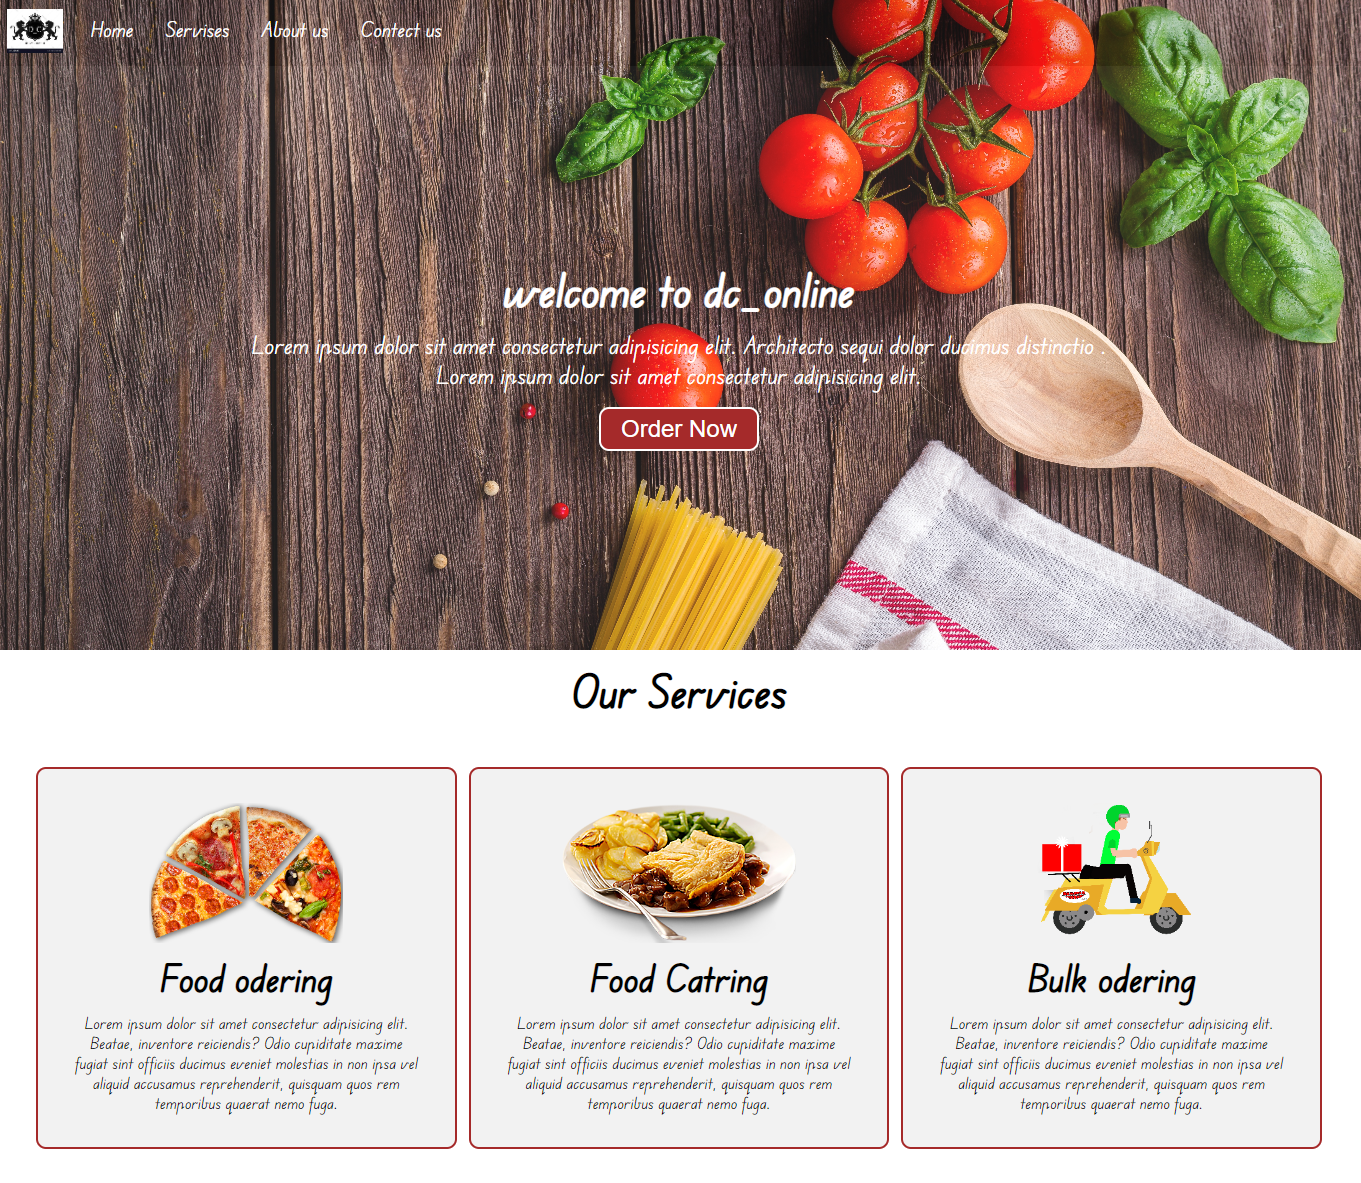 Home Servises About us Contect us
welcome to dc_online
Lorem ipsum dolor sit amet consectetur adipisicing elit. Architecto sequi dolor ducimus distinctio .
Lorem ipsum dolor sit amet consectetur adipisicing elit.
Order Now
Our Services
Food odering
Lorem ipsum dolor sit amet consectetur adipisicing elit.
Beatae, inventore reiciendis? Odio cupiditate maxime
fugiat sint officiis ducimus eveniet molestias in non ipsa vel
aliquid accusamus reprehenderit, quisquam quos rem
temporibus quaerat nemo fuga.
Food Catring
Lorem ipsum dolor sit amet consectetur adipisicing elit.
Beatae, inventore reiciendis? Odio cupiditate maxime
fugiat sint officiis ducimus eveniet molestias in non ipsa vel
aliquid accusamus reprehenderit, quisquam quos rem
temporibus quaerat nemo fuga.
Bulk odering
Lorem ipsum dolor sit amet consectetur adipisicing elit.
Beatae, inventore reiciendis? Odio cupiditate maxime
fugiat sint officiis ducimus eveniet molestias in non ipsa vel
aliquid accusamus reprehenderit, quisquam quos rem
temporibus quaerat nemo fuga.